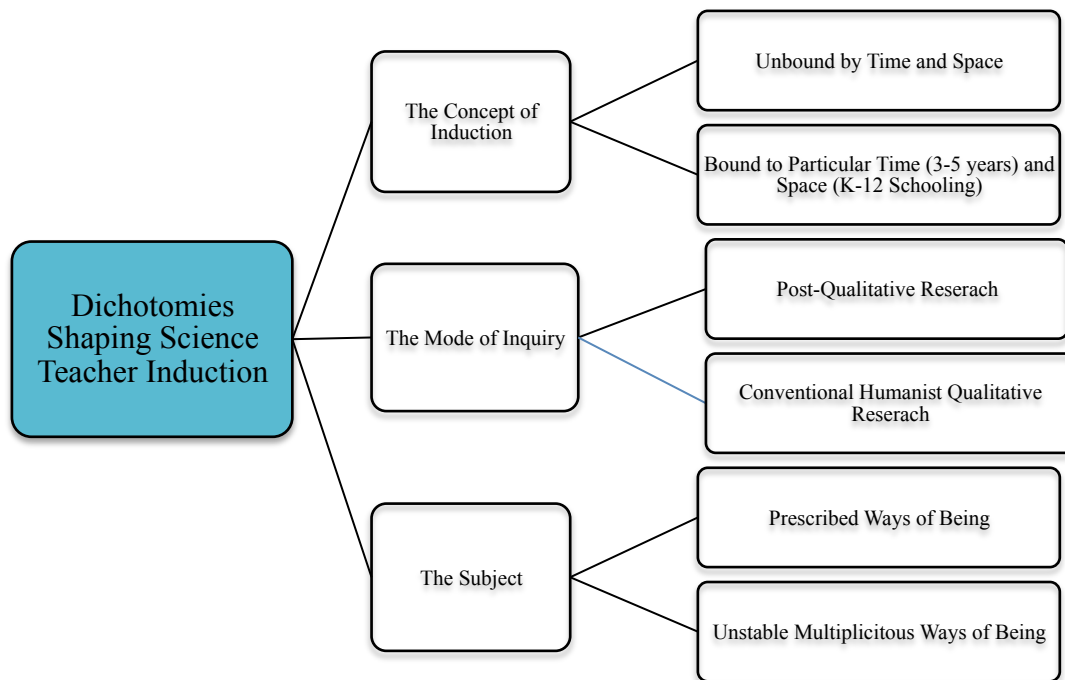 Dichotomies
Shaping Science
Teacher Induction
The Concept of
Induction
Unbound by Time and Space
Bound to Particular Time (3-5 years) and
Space (K-12 Schooling)
The Mode of Inquiry
Post-Qualitative Reserach
Conventional Humanist Qualitative
Reserach
The Subject
Prescribed Ways of Being
Unstable Multiplicitous Ways of Being